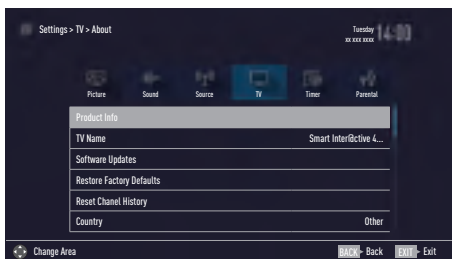 Settings > TV > About
Tuesday
xx xxx xxxx
14:00
Picture Sound Source TV Timer Parental
Product Info
TV Name Smart Inter@ctive 4...
Software Updates
Restore Factory Defaults
Reset Chanel History
Country Other
Change Area BACK Back EXIT Exit